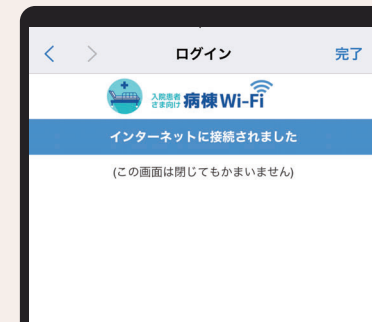 ログイン
完了
入院患者
さま向け 病棟Wi-Fi
インターネットに接続されました
(この画面は閉じてもかまいません)